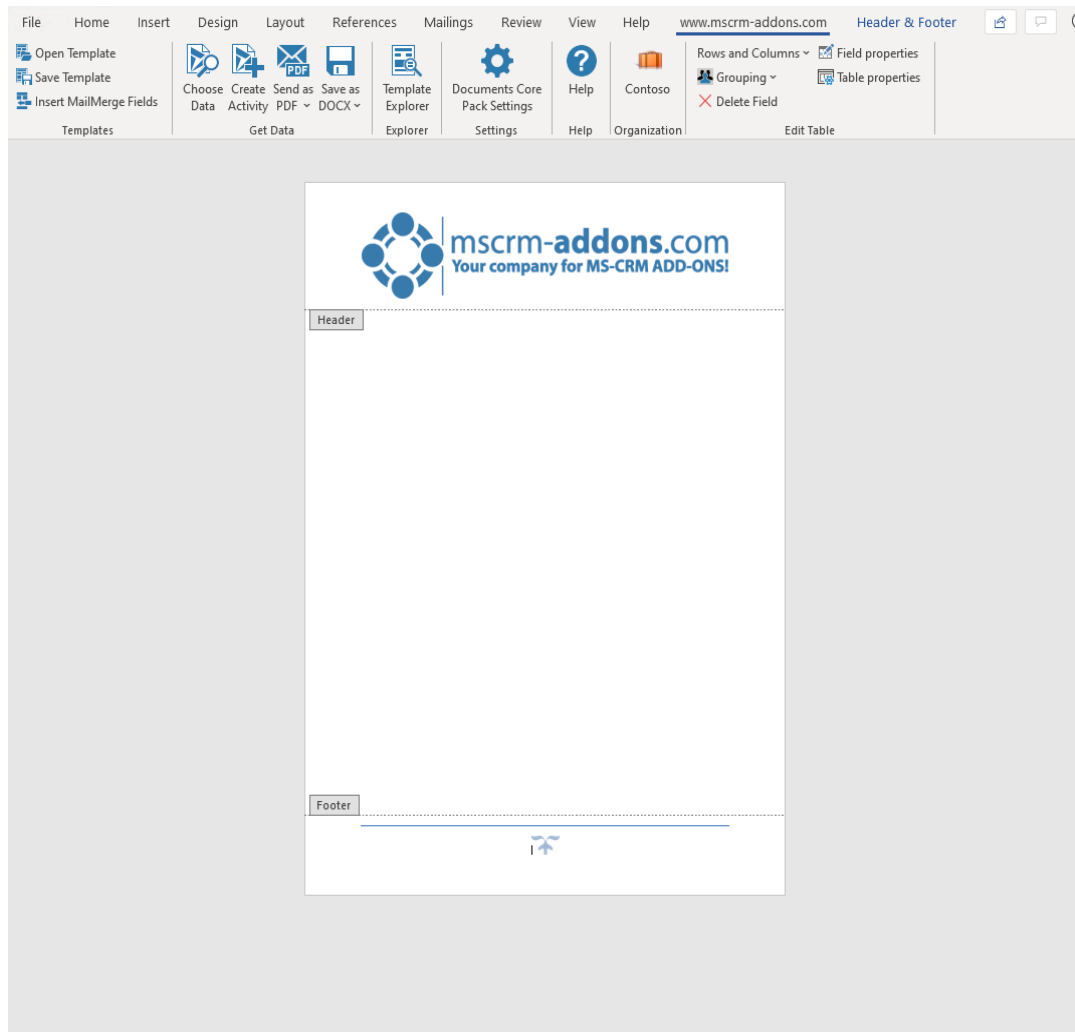 File Home Insert Design Layout References Mailings Review View Help www.mscrm-addons.com Header & Footer
Open Template
Save Template
Insert MailMerge Fields
Templates
Choose Data
Create Activity
Send as PDF
PDF
Save as DOCX
Get Data
Template Explorer
Explorer
Documents Core Pack Settings
Settings
Help
Help
Contoso
Organization
Rows and Columns
Field properties
Grouping
Table properties
Delete Field
Edit Table
mscrm-addons.com
Your company for MS-CRM ADD-ONS!
Header
Footer